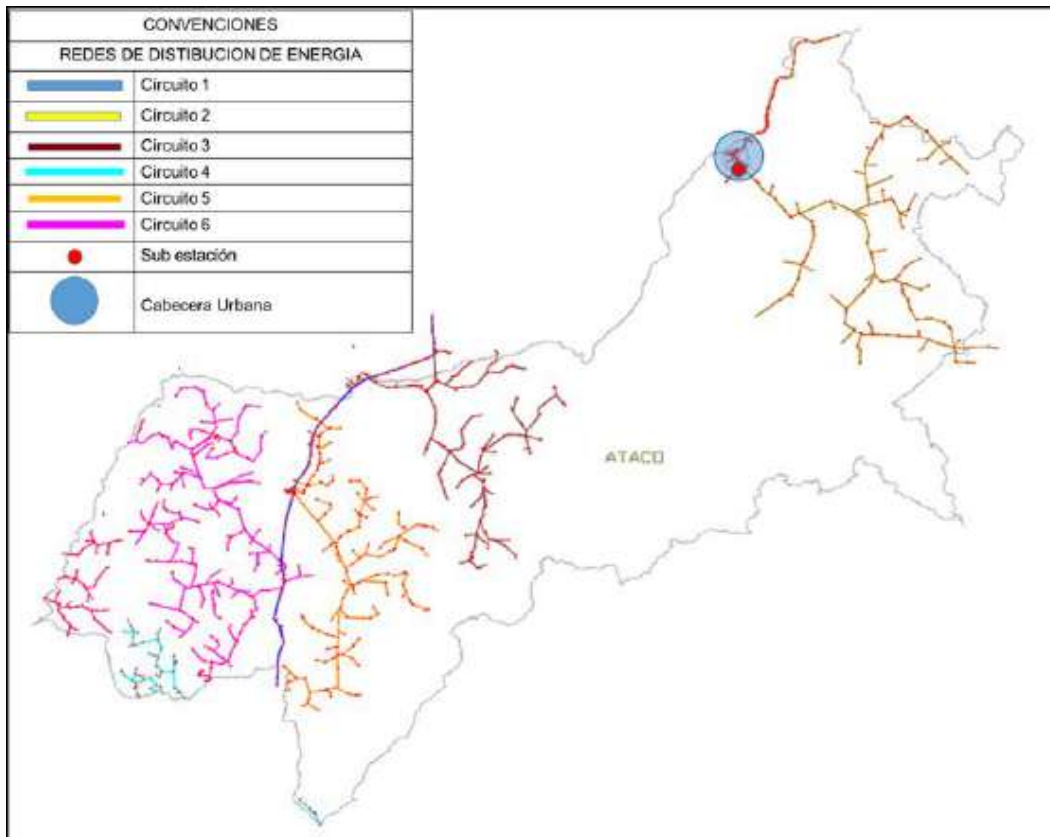 CONVENCIONES
REDES DE DISTIBUCION DE ENERGIA
Circuito 1
Circuito 2
Circuito 3
Circuito 4
Circuito 5
Circuito 6
Sub estación
Cabecera Urbana
ATACO